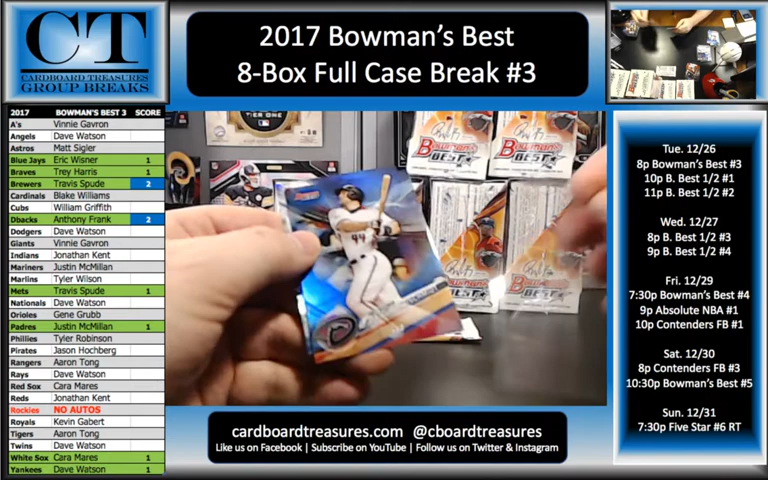 CT
CARDBOARD TREASURES
GROUP BREAKS
2017 Bowman's Best
8-Box Full Case Break #3
2017 BOWMAN'S BEST 3 SCORE
A's Vinnie Gavron
Angels Dave Watson
Astros Matt Sigler
Blue Jays Eric Wisner 1
Braves Trey Harris 1
Brewers Travis Spude 2
Cardinals Blake Williams
Cubs William Griffith
Dbacks Anthony Frank 2
Dodgers Dave Watson
Giants Vinnie Gavron
Indians Jonathan Kent
Mariners Justin McMillan
Marlins Tyler Wilson
Mets Travis Spude 1
Nationals Dave Watson
Orioles Gene Grubb
Padres Justin McMillan 1
Phillies Tyler Robinson
Pirates Jason Hochberg
Rangers Aaron Tong
Rays Dave Watson
Red Sox Cara Mares
Reds Jonathan Kent
Rockies NO AUTOS
Royals Kevin Gabert
Tigers Aaron Tong
Twins Dave Watson
White Sox Cara Mares 1
Yankees Dave Watson 1
TIER ONE
BOWMAN'S
BEST
BOWMAN'S
BEST
44
Tue. 12/26
8p Bowman's Best #3
10p B. Best 1/2 #1
11p B. Best 1/2 #2
Wed. 12/27
8p B. Best 1/2 #3
9p B. Best 1/2 #4
Fri. 12/29
7:30p Bowman's Best #4
9p Absolute NBA #1
10p Contenders FB #1
Sat. 12/30
8p Contenders FB #3
10:30p Bowman's Best #5
Sun. 12/31
7:30p Five Star #6 RT
cardboardtreasures.com @cboardtreasures
Like us on Facebook | Subscribe on YouTube | Follow us on Twitter & Instagram